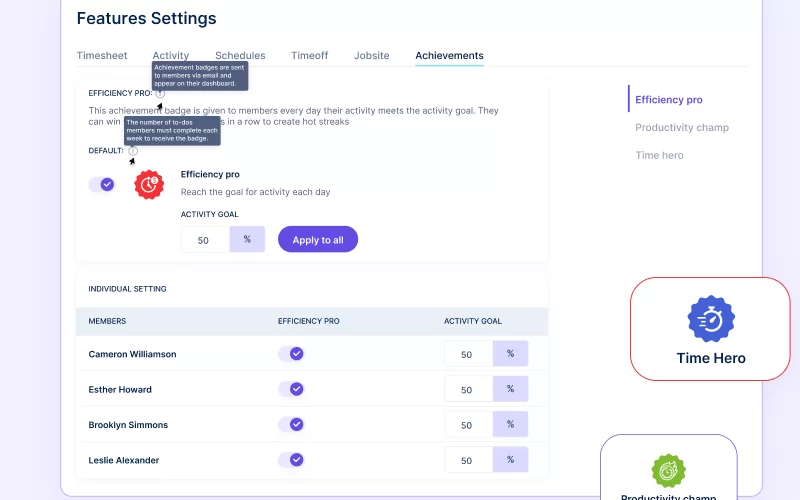 Features Settings
Timesheet Activity Schedules Timeoff Jobsite Achievements
Achievement badges are sent
to members via email and
appear on their dashboard.
EFFICIENCY PRO:
This achievement badge is given to members every day their activity meets the activity goal. They
can win s in a row to create hot streaks
The number of to-dos
members must complete each
week to receive the badge.
DEFAULT:
Efficiency pro
Reach the goal for activity each day
ACTIVITY GOAL
50 % Apply to all
INDIVIDUAL SETTING
MEMBERS EFFICIENCY PRO ACTIVITY GOAL
Cameron Williamson 50 %
Esther Howard 50 %
Brooklyn Simmons 50 %
Leslie Alexander 50 %
Efficiency pro
Productivity champ
Time hero
Time Hero
Productivity champ